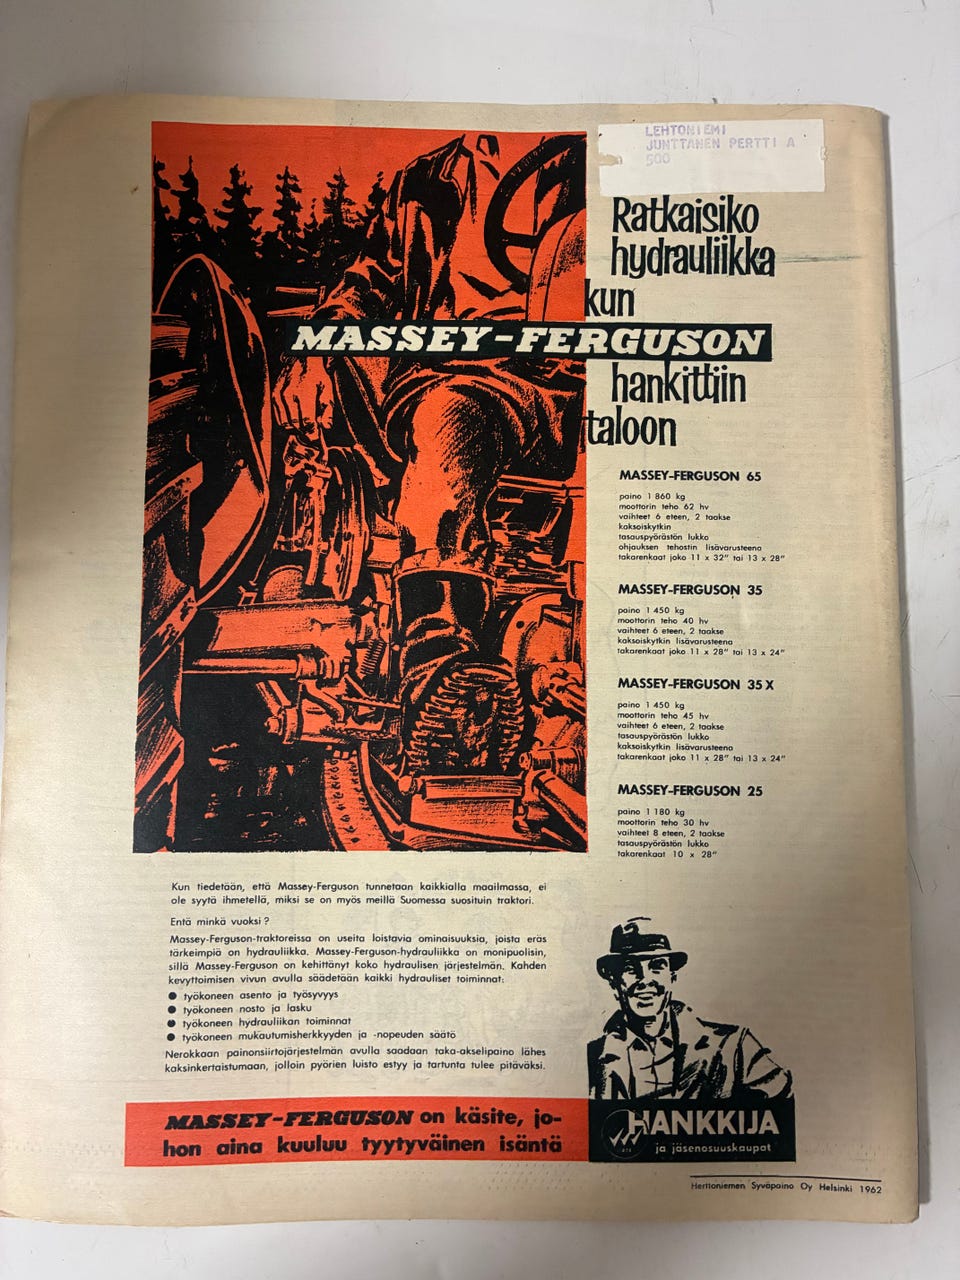 LEHTONIEMI
JUNTTANEN PERTTI A
500
Ratkaisiko
hydrauliikka
kun
MASSEY-FERGUSON
hankittiin
taloon
MASSEY-FERGUSON 65
paino 1 860 kg
moottorin teho 62 hv
vaihteet 6 eteen, 2 taakse
kaksoiskytkin
tasauspyörästön lukko
ohjauksen tehostin lisävarusteena
takarenkaat joko 11 x 32" tai 13 x 28"
MASSEY-FERGUSON 35
paino 1 450 kg
moottorin teho 40 hv
vaihteet 6 eteen, 2 taakse
kaksoiskytkin lisävarusteena
takarenkaat joko 11 x 28" tai 13 x 24"
MASSEY-FERGUSON 35 X
paino 1 450 kg
moottorin teho 45 hv
vaihteet 6 eteen, 2 taakse
tasauspyörästön lukko
kaksoiskytkin lisävarusteena
takarenkaat joko 11 x 28" tai 13 x 24"
MASSEY-FERGUSON 25
paino 1 180 kg
moottorin teho 30 hv
vaihteet 8 eteen, 2 taakse
tasauspyörästön lukko
takarenkaat 10 x 28"
Kun tiedetään, että Massey-Ferguson tunnetaan kaikkialla maailmassa, ei
ole syytä ihmetellä, miksi se on myös meillä Suomessa suosituin traktori.
Entä minkä vuoksi?
Massey-Ferguson-traktoreissa on useita loistavia ominaisuuksia, joista eräs
tärkeimpiä on hydrauliikka. Massey-Ferguson-hydrauliikka on monipuolisin,
sillä Massey-Ferguson on kehittänyt koko hydraulisen järjestelmän. Kahden
kevyttoimisen vivun avulla säädetään kaikki hydrauliset toiminnat:
● työkoneen asento ja työsyvyys
● työkoneen nosto ja lasku
● työkoneen hydrauliikan toiminnat
● työkoneen mukautumisherkkyyden ja -nopeuden säätö
Nerokkaan painonsiirtojärjestelmän avulla saadaan taka-akselipaino lähes
kaksinkertaistumaan, jolloin pyörien luisto estyy ja tartunta tulee pitäväksi.
MASSEY-FERGUSON on käsite, jo-
hon aina kuuluu tyytyväinen isäntä
HANKKIJA
ja jäsenosuuskaupat
Herttoniemen Syväpaino Oy Helsinki 1962